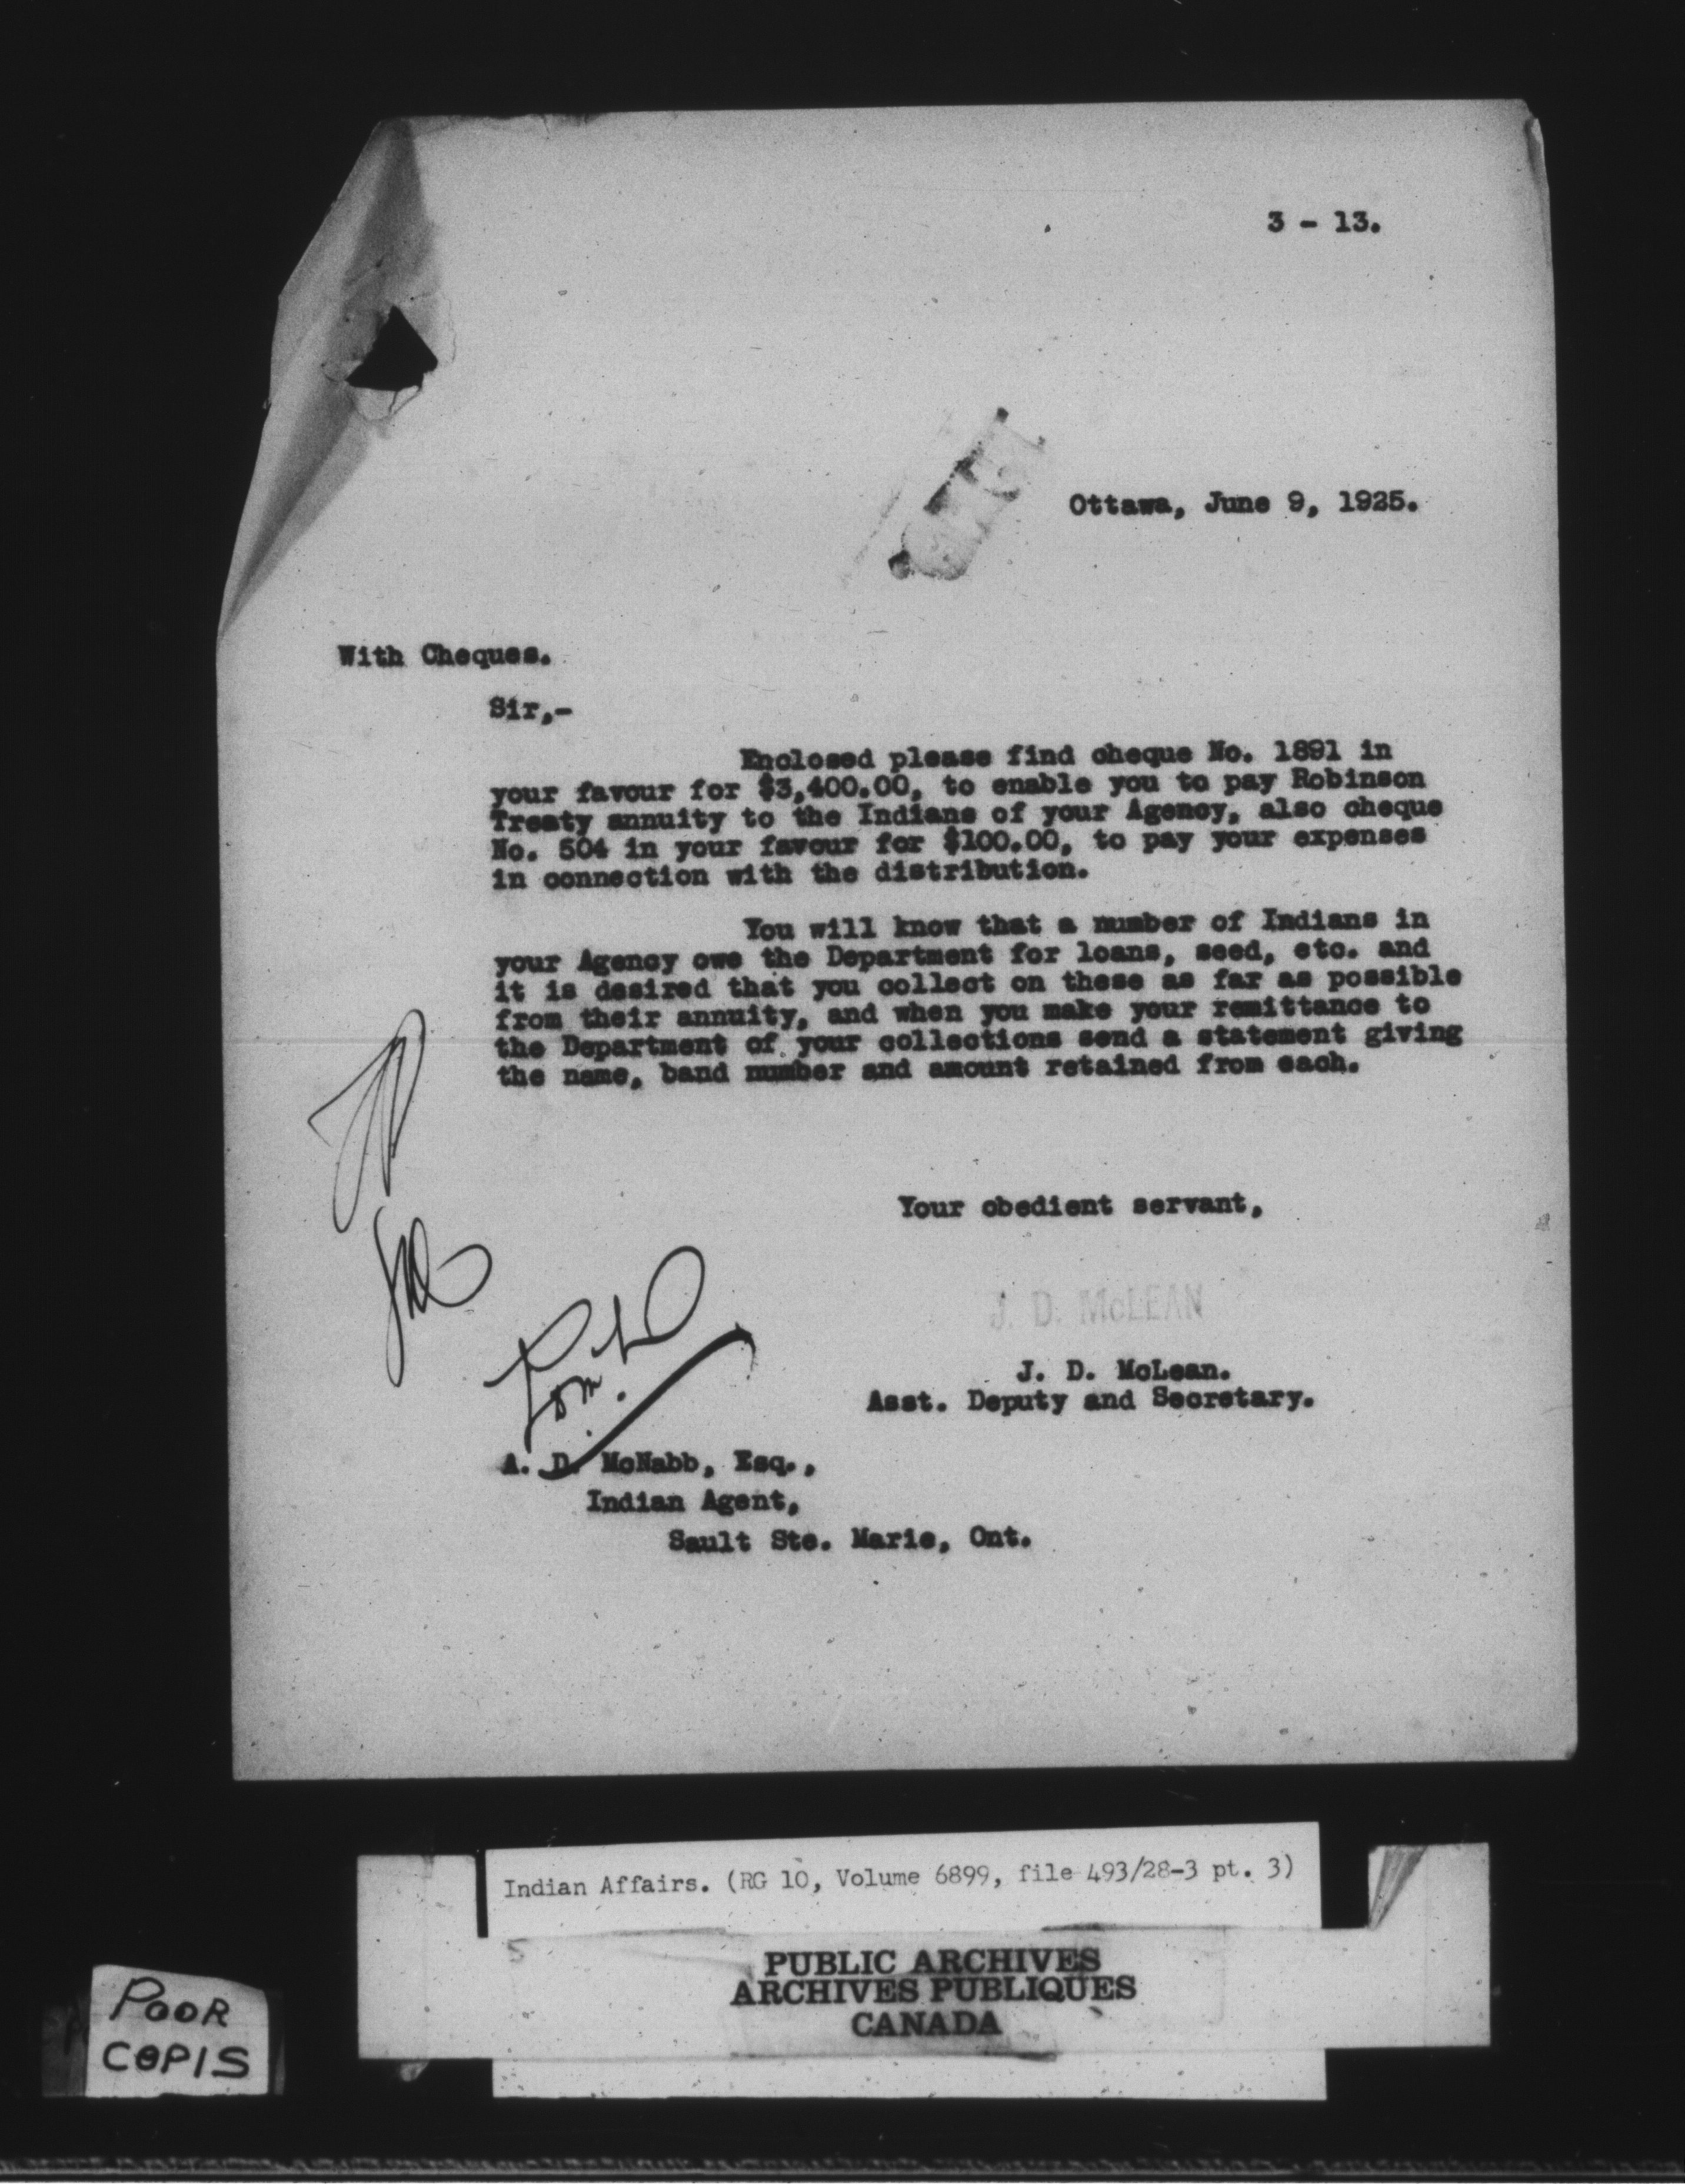 3 - 13.
Ottawa, June 9, 1925.
With Cheques.
Sir,-
Enclosed please find cheque No. 1891 in
your favour for $3,400.00, to enable you to pay Robinson
Treaty annuity to the Indians of your Agency, also cheque
No. 504 in your favour for $100.00, to pay your expenses
in connection with the distribution.
You will know that a number of Indians in
your Agency owe the Department for loans, seed, etc. and
it is desired that you collect on these as far as possible
from their annuity, and when you make your remittance to
the Department of your collections send a statement giving
the name, band number and amount retained from each.
Your obedient servant,
J. D. McLEAN
J. D. McLean.
Asst. Deputy and Secretary.
A. D. McNabb, Esq.,
Indian Agent,
Sault Ste. Marie, Ont.
Indian Affairs. (RG 10, Volume 6899, file 493/28-3 pt. 3)
PUBLIC ARCHIVES
ARCHIVES PUBLIQUES
CANADA
POOR
COPIS